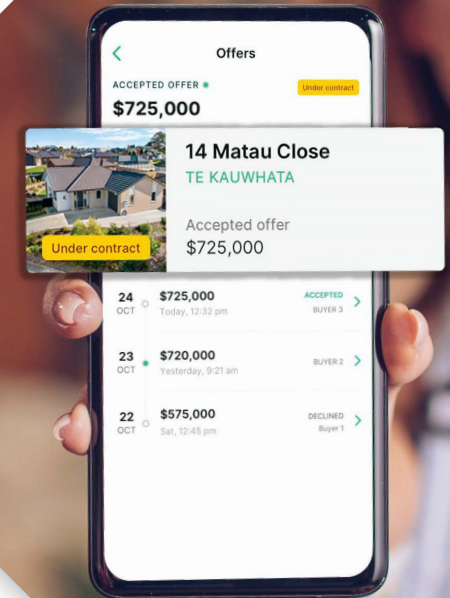 Offers
ACCEPTED OFFER
Under contract
$725,000
14 Matau Close
TE KAUWHATA
Accepted offer
$725,000
Under contract
24
OCT
$725,000
Today, 12:32 pm
ACCEPTED
BUYER 3
23
OCT
$720,000
Yesterday, 9:21 am
BUYER 2
22
OCT
$575,000
Sat, 12:45 pm
DECLINED
Buyer 1